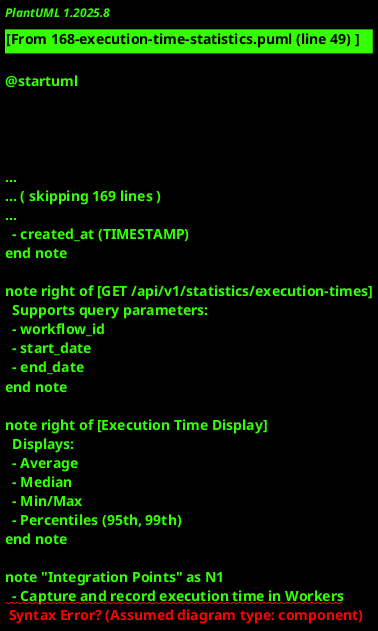 PlantUML 1.2025.8
[From 168-execution-time-statistics.puml (line 49) ]
@startuml
...
... ( skipping 169 lines )
...
- created_at (TIMESTAMP)
end note
note right of [GET /api/v1/statistics/execution-times]
Supports query parameters:
- workflow_id
- start_date
- end_date
end note
note right of [Execution Time Display]
Displays:
- Average
- Median
- Min/Max
- Percentiles (95th, 99th)
end note
note "Integration Points" as N1
- Capture and record execution time in Workers
Syntax Error? (Assumed diagram type: component)